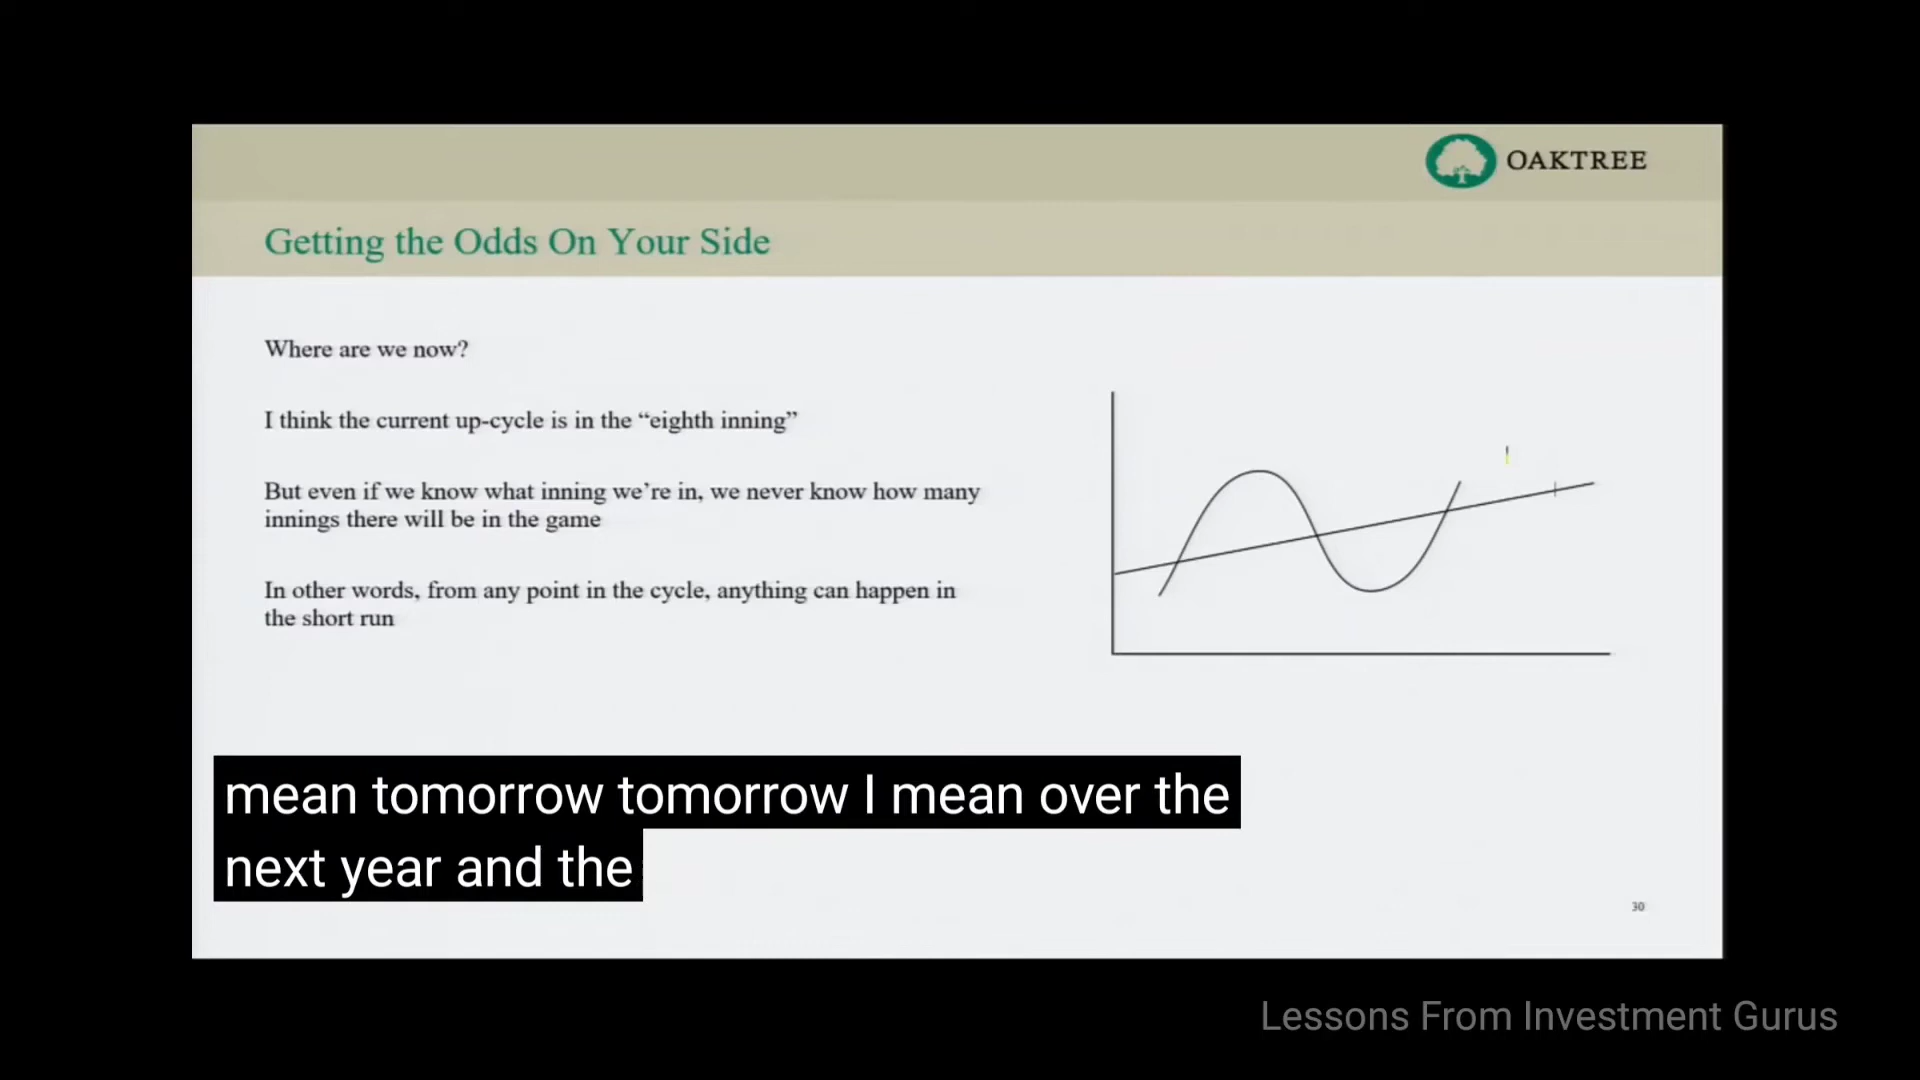 OAKTREE
Getting the Odds On Your Side
Where are we now?
I think the current up-cycle is in the “eighth inning”
But even if we know what inning we’re in, we never know how many
innings there will be in the game
In other words, from any point in the cycle, anything can happen in
the short run
mean tomorrow tomorrow I mean over the
next year and the
30
Lessons From Investment Gurus